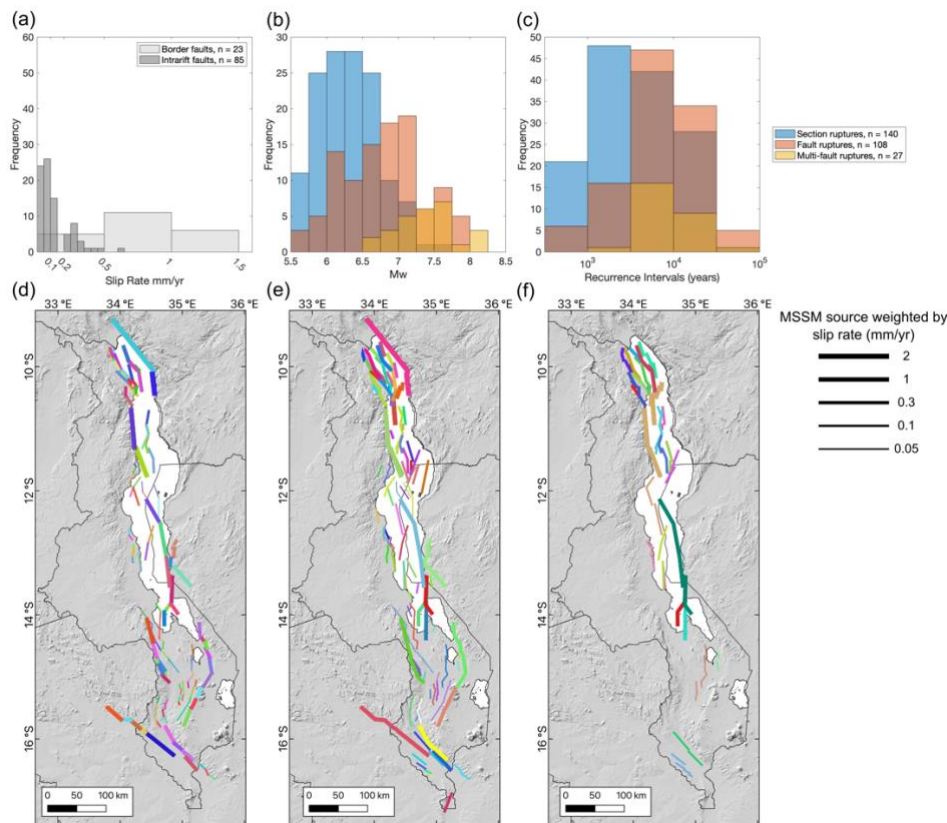 (a)
(b)
(c)
60
50
40
30
20
10
0
Frequency
Border faults, n = 23
Intrarift faults, n = 85
0.1
0.2
0.5
1
1.5
Slip Rate mm/yr
35
30
25
20
15
10
5
0
Frequency
5.5
6
6.5
7
7.5
8
8.5
Mw
50
45
40
35
30
25
20
15
10
5
0
Frequency
10³
10⁴
10⁵
Recurrence Intervals (years)
Section ruptures, n = 140
Fault ruptures, n = 108
Multi-fault ruptures, n = 27
(d)
33 °E
34 °E
35 °E
36 °E
10°S
12°S
14°S
16°S
0
50
100 km
(e)
33 °E
34 °E
35 °E
36 °E
10°S
12°S
14°S
16°S
0
50
100 km
(f)
33 °E
34 °E
35 °E
36 °E
10°S
12°S
14°S
16°S
0
50
100 km
MSSM source weighted by
slip rate (mm/yr)
2
1
0.3
0.1
0.05